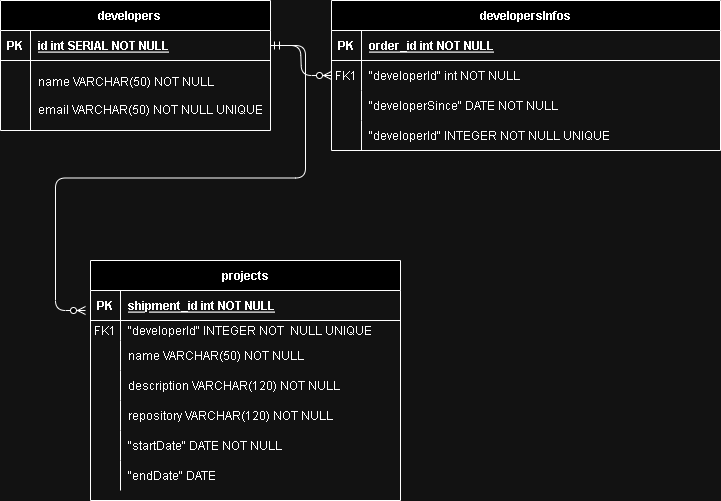 developers
PK id int SERIAL NOT NULL
name VARCHAR(50) NOT NULL
email VARCHAR(50) NOT NULL UNIQUE
developersInfos
PK order_id int NOT NULL
FK1 "developerId" int NOT NULL
"developerSince" DATE NOT NULL
"developerId" INTEGER NOT NULL UNIQUE
projects
PK shipment_id int NOT NULL
FK1 "developerId" INTEGER NOT  NULL UNIQUE
name VARCHAR(50) NOT NULL
description VARCHAR(120) NOT NULL
repository VARCHAR(120) NOT NULL
"startDate" DATE NOT NULL
"endDate" DATE